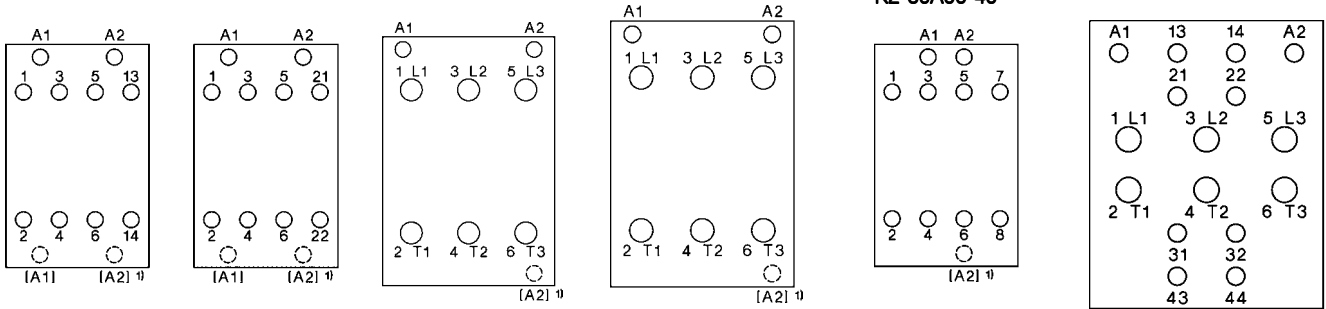 A1 A2
1 3 5 13
2 4 6 14
[A1] [A2] 1)
A1 A2
1 3 5 21
2 4 6 22
[A1] [A2] 1)
A1 A2
1 L1 3 L2 5 L3
2 T1 4 T2 6 T3
[A2] 1)
A1 A2
1 L1 3 L2 5 L3
2 T1 4 T2 6 T3
[A2] 1)
A1 A2
1 3 5 7
2 4 6 8
[A2] 1)
A1 13 14 A2
21 22
1 L1 3 L2 5 L3
2 T1 4 T2 6 T3
31 32
43 44